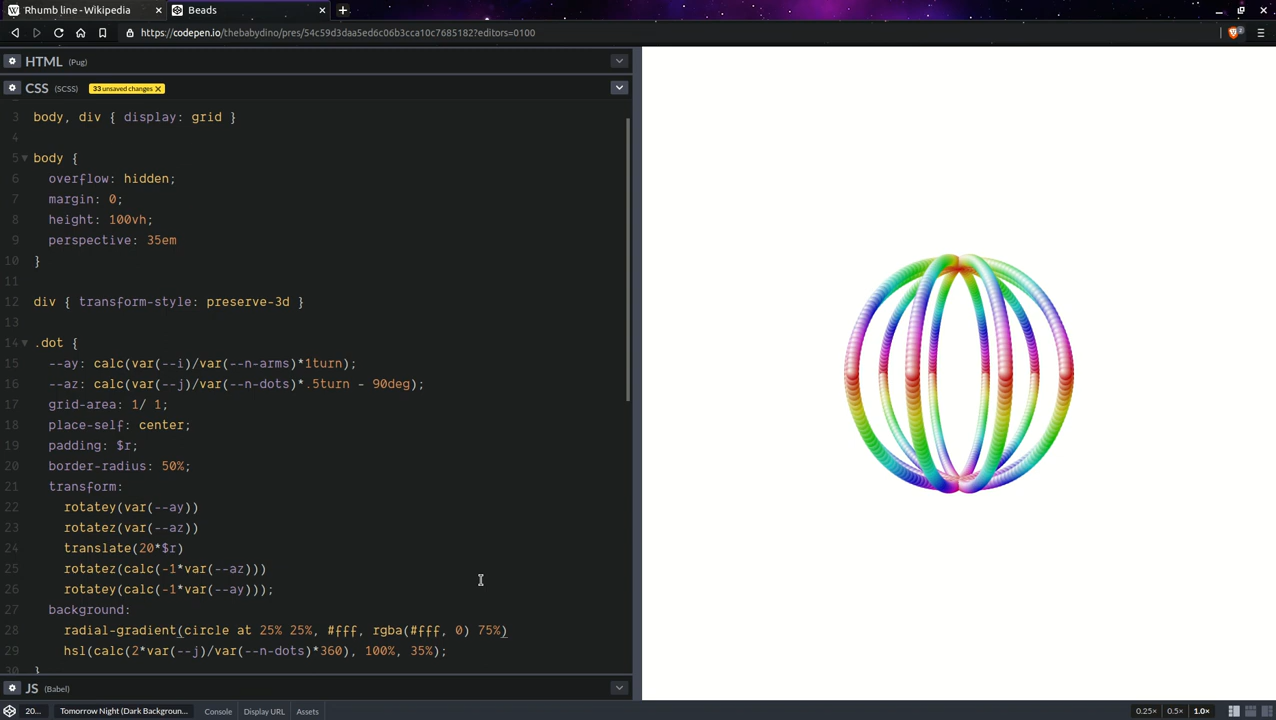 Rhumb line - Wikipedia
Beads
https://codepen.io/thebabydino/pres/54c59d3daa5ed6c06b3cca10c7685182?editors=0100
2
HTML (Pug)
CSS (SCSS) 33 unsaved changes
3 body, div { display: grid }
4
5 body {
6 overflow: hidden;
7 margin: 0;
8 height: 100vh;
9 perspective: 35em
10 }
11
12 div { transform-style: preserve-3d }
13
14 .dot {
15 --ay: calc(var(--i)/var(--n-arms)*1turn);
16 --az: calc(var(--j)/var(--n-dots)*.5turn - 90deg);
17 grid-area: 1/ 1;
18 place-self: center;
19 padding: $r;
20 border-radius: 50%;
21 transform:
22 rotatey(var(--ay))
23 rotatez(var(--az))
24 translate(20*$r)
25 rotatez(calc(-1*var(--az)))
26 rotatey(calc(-1*var(--ay)));
27 background:
28 radial-gradient(circle at 25% 25%, #fff, rgba(#fff, 0) 75%)
29 hsl(calc(2*var(--j)/var(--n-dots)*360), 100%, 35%);
30 }
JS (Babel)
20... Tomorrow Night (Dark Backgroun... Console Display URL Assets 0.25× 0.5× 1.0×